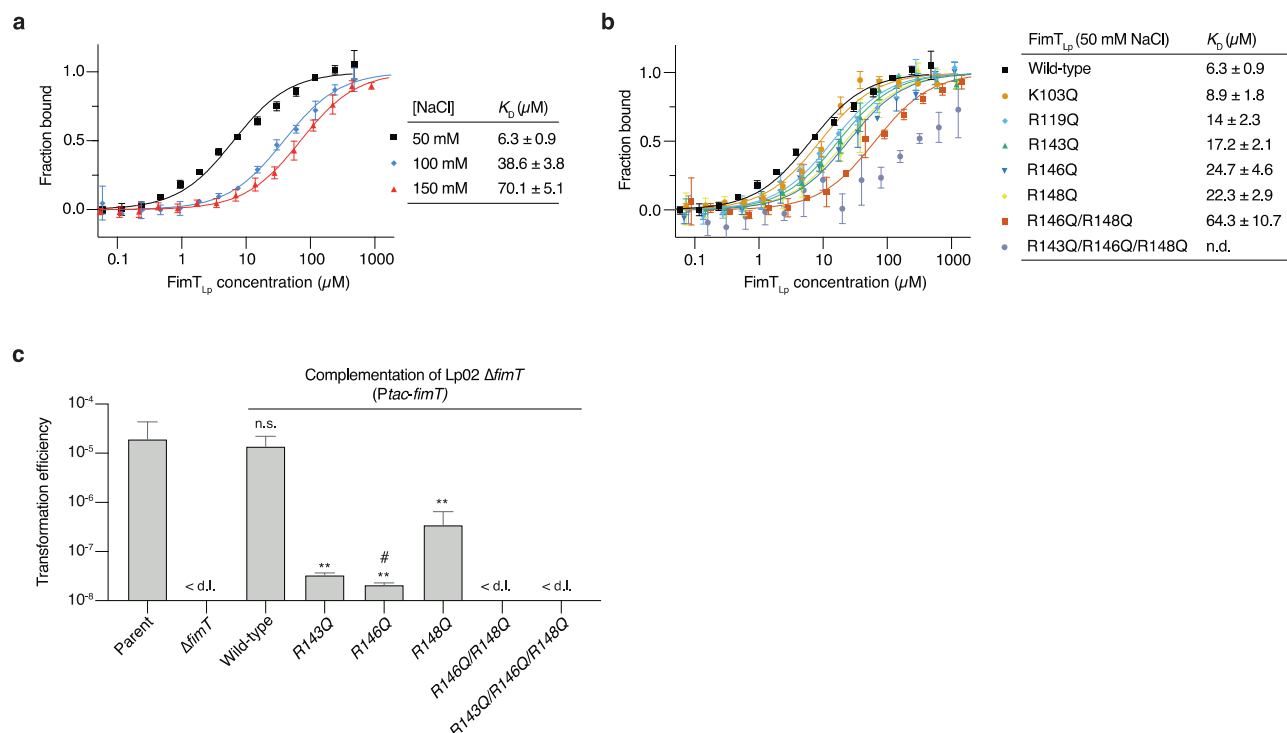 a
Fraction bound
1.0
0.5
0.0
0.1 1 10 100 1000
FimT_Lp concentration (µM)
[NaCl] K_D (µM)
50 mM 6.3 ± 0.9
100 mM 38.6 ± 3.8
150 mM 70.1 ± 5.1
b
Fraction bound
1.0
0.5
0.0
0.1 1 10 100 1000
FimT_Lp concentration (µM)
FimT_Lp (50 mM NaCl) K_D (µM)
Wild-type 6.3 ± 0.9
K103Q 8.9 ± 1.8
R119Q 14 ± 2.3
R143Q 17.2 ± 2.1
R146Q 24.7 ± 4.6
R148Q 22.3 ± 2.9
R146Q/R148Q 64.3 ± 10.7
R143Q/R146Q/R148Q n.d.
c
Complementation of Lp02 ΔfimT
(Ptac-fimT)
Transformation efficiency
10⁻⁴
10⁻⁵
10⁻⁶
10⁻⁷
10⁻⁸
< d.l.
n.s.
**
#
**
**
< d.l.
< d.l.
Parent
ΔfimT
Wild-type
R143Q
R146Q
R148Q
R146Q/R148Q
R143Q/R146Q/R148Q